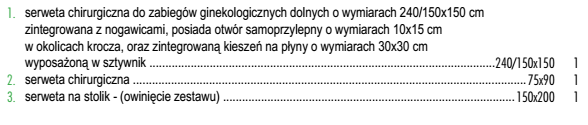 1. serweta chirurgiczna do zabiegów ginekologicznych dolnych o wymiarach 240/150x150 cm
zintegrowana z nogawicami, posiada otwór samoprzylepny o wymiarach 10x15 cm
w okolicach krocza, oraz zintegrowaną kieszeń na płyny o wymiarach 30x30 cm
wyposażoną w sztywnik ........................................................................................................240/150x150 1
2. serweta chirurgiczna ........................................................................................................................75x90 1
3. serweta na stolik - (owinięcie zestawu) ........................................................................................150x200 1